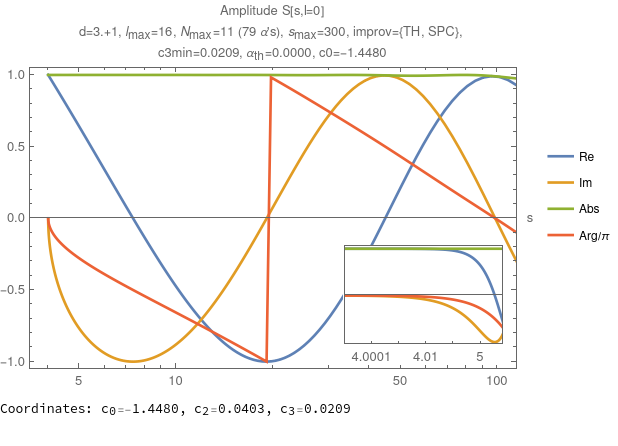 Amplitude S[s,l=0]
d=3.+1, lmax=16, Nmax=11 (79 α's), smax=300, improv={TH, SPC},
c3min=0.0209, αth=0.0000, c0=-1.4480
1.0
0.5
0.0
-0.5
-1.0
5
10
50
100
s
4.0001
4.01
5
Re
Im
Abs
Arg/π
Coordinates: c0=-1.4480, c2=0.0403, c3=0.0209